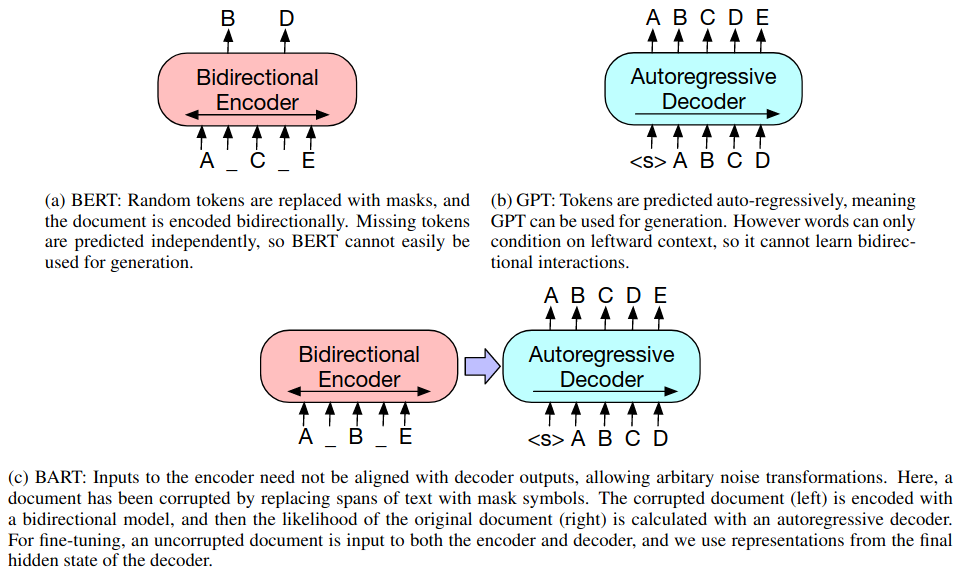 B D
Bidirectional
Encoder
A _ C _ E
(a) BERT: Random tokens are replaced with masks, and
the document is encoded bidirectionally. Missing tokens
are predicted independently, so BERT cannot easily be
used for generation.
A B C D E
Autoregressive
Decoder
<s> A B C D
(b) GPT: Tokens are predicted auto-regressively, meaning
GPT can be used for generation. However words can only
condition on leftward context, so it cannot learn bidirec-
tional interactions.
Bidirectional
Encoder
A _ B _ E
A B C D E
Autoregressive
Decoder
<s> A B C D
(c) BART: Inputs to the encoder need not be aligned with decoder outputs, allowing arbitary noise transformations. Here, a
document has been corrupted by replacing spans of text with mask symbols. The corrupted document (left) is encoded with
a bidirectional model, and then the likelihood of the original document (right) is calculated with an autoregressive decoder.
For fine-tuning, an uncorrupted document is input to both the encoder and decoder, and we use representations from the final
hidden state of the decoder.